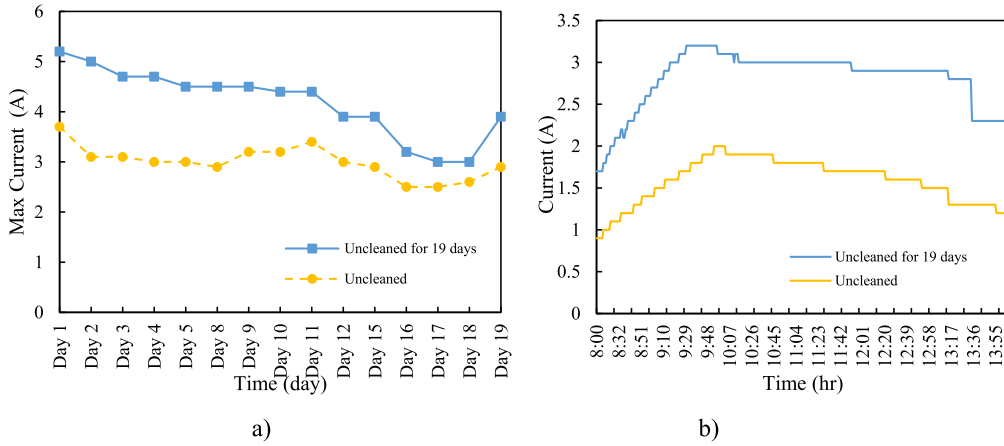 6
5
4
3
2
1
0
Max Current (A)
Uncleaned for 19 days
Uncleaned
Day 1
Day 2
Day 3
Day 4
Day 5
Day 8
Day 9
Day 10
Day 11
Day 12
Day 15
Day 16
Day 17
Day 18
Day 19
Time (day)
a)
3.5
3
2.5
2
1.5
1
0.5
0
Current (A)
Uncleaned for 19 days
Uncleaned
8:00
8:32
8:51
9:10
9:29
9:48
10:07
10:26
10:45
11:04
11:23
11:42
12:01
12:20
12:39
12:58
13:17
13:36
13:55
Time (hr)
b)